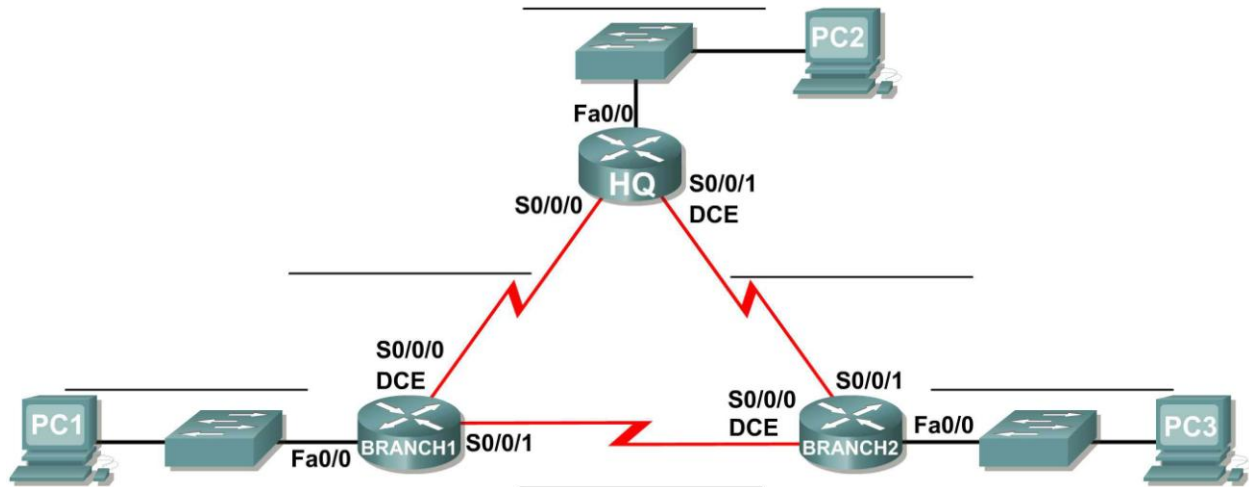 PC2
Fa0/0
HQ
S0/0/1
DCE
S0/0/0
S0/0/0
DCE
S0/0/1
S0/0/0
DCE
PC1
Fa0/0
BRANCH1
S0/0/1
BRANCH2
Fa0/0
PC3